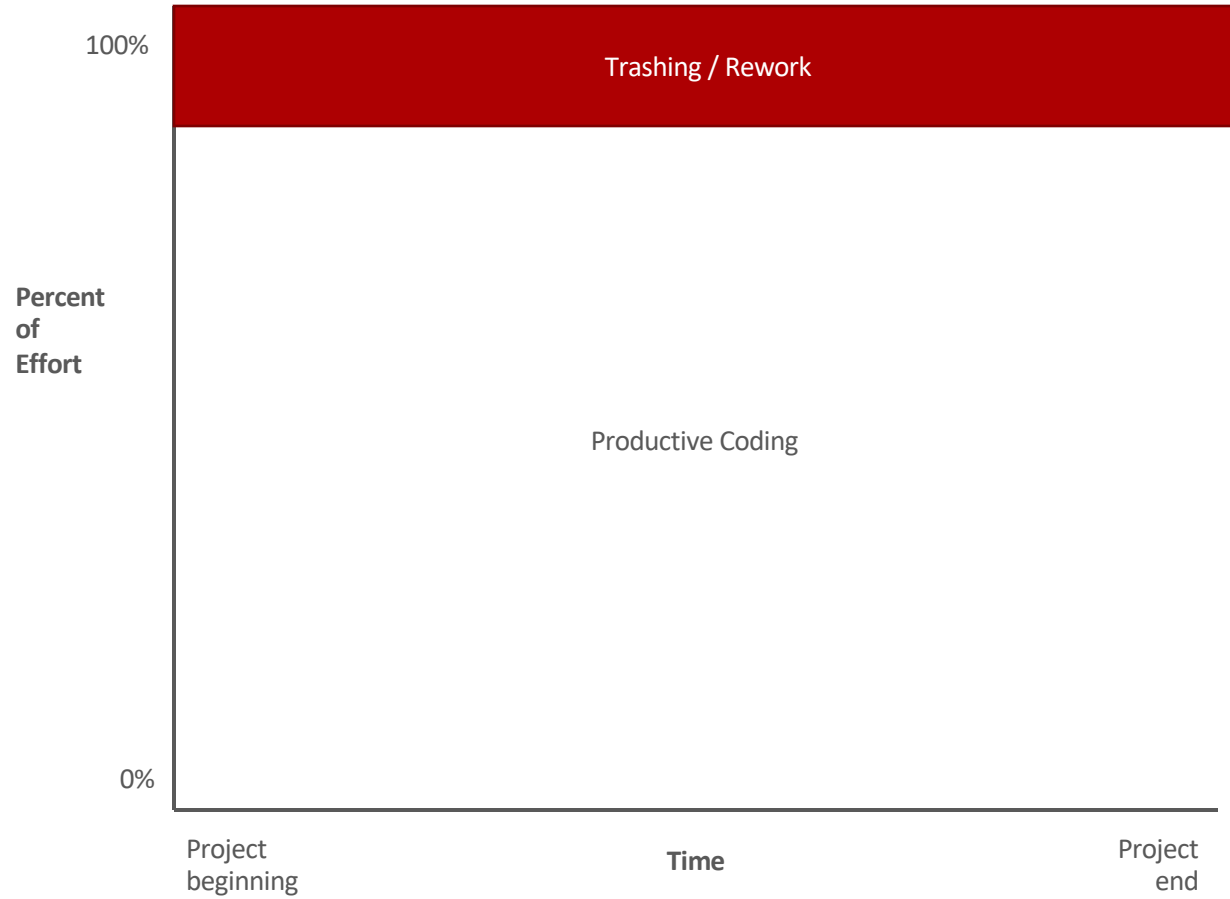 100%
Trashing / Rework
Percent
of
Effort
Productive Coding
0%
Project
beginning
Time
Project
end